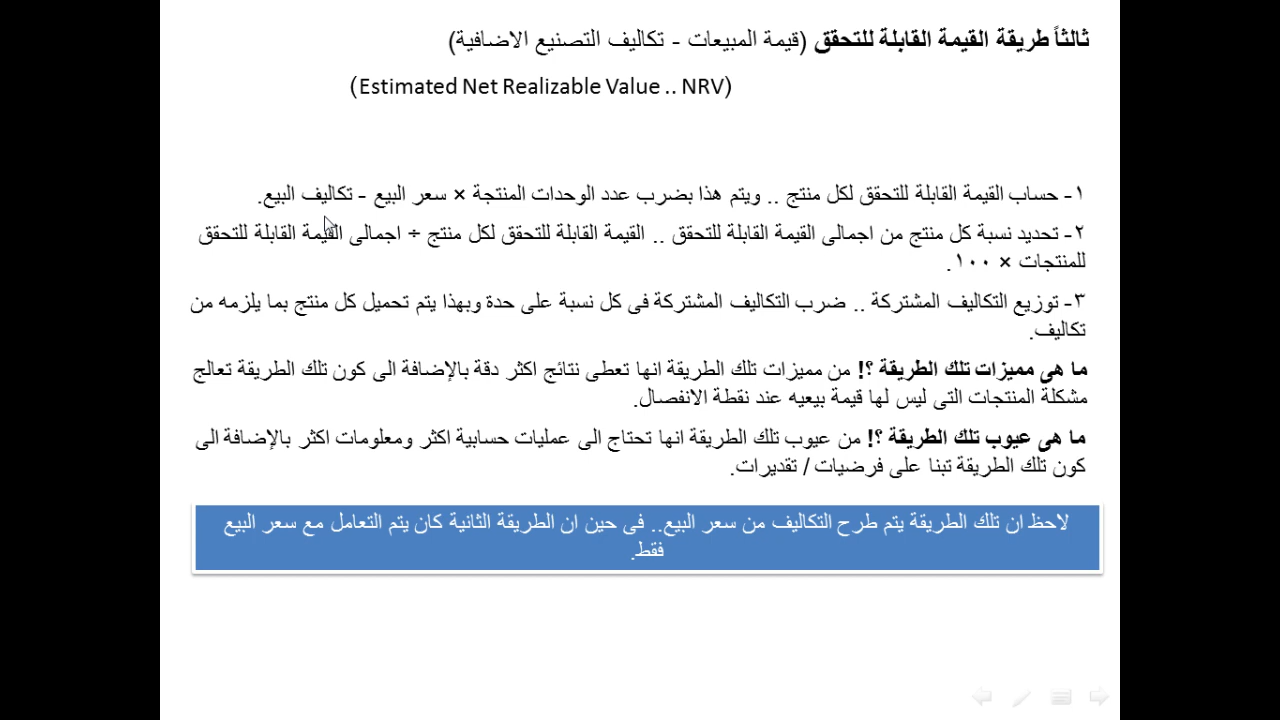 ثالثاً طريقة القيمة القابلة للتحقق (قيمة المبيعات - تكاليف التصنيع الاضافية)
(Estimated Net Realizable Value .. NRV)
١- حساب القيمة القابلة للتحقق لكل منتج .. ويتم هذا بضرب عدد الوحدات المنتجة × سعر البيع - تكاليف البيع.
٢- تحديد نسبة كل منتج من اجمالى القيمة القابلة للتحقق .. القيمة القابلة للتحقق لكل منتج ÷ اجمالى القيمة القابلة للتحقق
للمنتجات × ١٠٠.
٣- توزيع التكاليف المشتركة .. ضرب التكاليف المشتركة فى كل نسبة على حدة وبهذا يتم تحميل كل منتج بما يلزمه من
تكاليف.
ما هى مميزات تلك الطريقة ؟! من مميزات تلك الطريقة انها تعطى نتائج اكثر دقة بالإضافة الى كون تلك الطريقة تعالج
مشكلة المنتجات التى ليس لها قيمة بيعيه عند نقطة الانفصال.
ما هى عيوب تلك الطريقة ؟! من عيوب تلك الطريقة انها تحتاج الى عمليات حسابية اكثر ومعلومات اكثر بالإضافة الى
كون تلك الطريقة تبنا على فرضيات / تقديرات.
لاحظ ان تلك الطريقة يتم طرح التكاليف من سعر البيع.. فى حين ان الطريقة الثانية كان يتم التعامل مع سعر البيع
فقط.